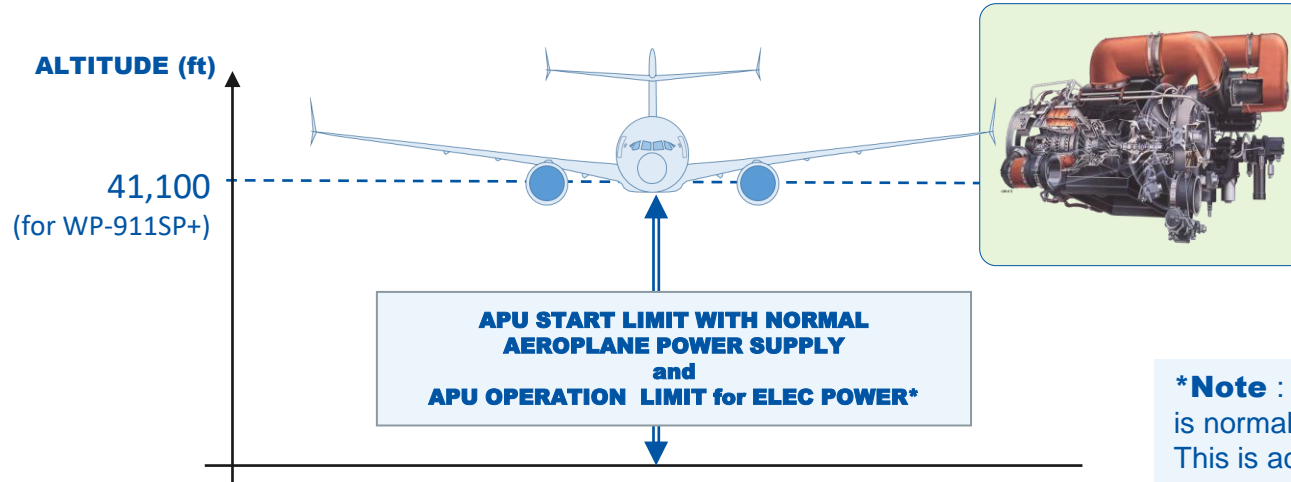 ALTITUDE (ft)
41,100
(for WP-911SP+)
APU START LIMIT WITH NORMAL
AEROPLANE POWER SUPPLY
and
APU OPERATION LIMIT for ELEC POWER*
*Note :
is normal
This is